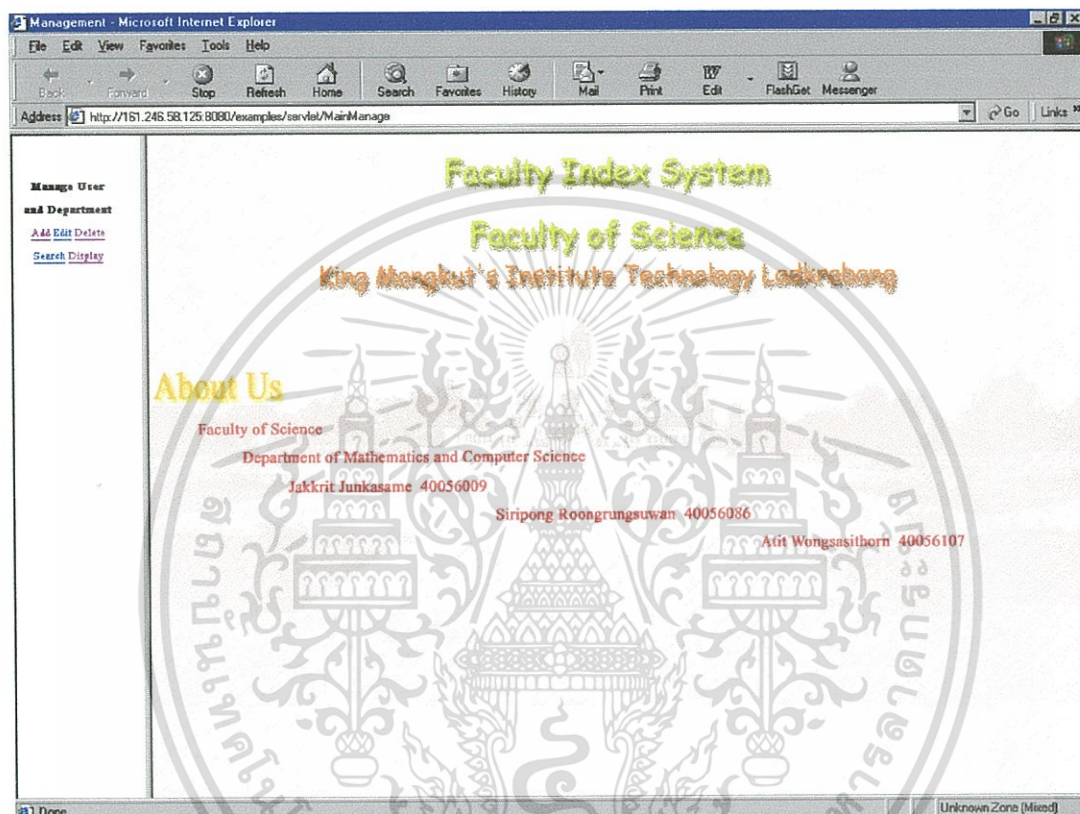 Management - Microsoft Internet Explorer
File Edit View Favorites Tools Help
Back Forward Stop Refresh Home Search Favorites History Mail Print Edit FlashGet Messenger
Address http://161.246.58.125:8080/examples/servlet/MainManage Go Links
Manage User
and Department
Add Edit Delete
Search Display
Faculty Index System
Faculty of Science
King Mongkut's Institute Technology Ladkrabang
About Us
Faculty of Science
Department of Mathematics and Computer Science
Jakkrit Junkasame 40056009
Siripong Roongrungsuwan 40056086
Atit Wongsasithorn 40056107
Done Unknown Zone (Mixed)